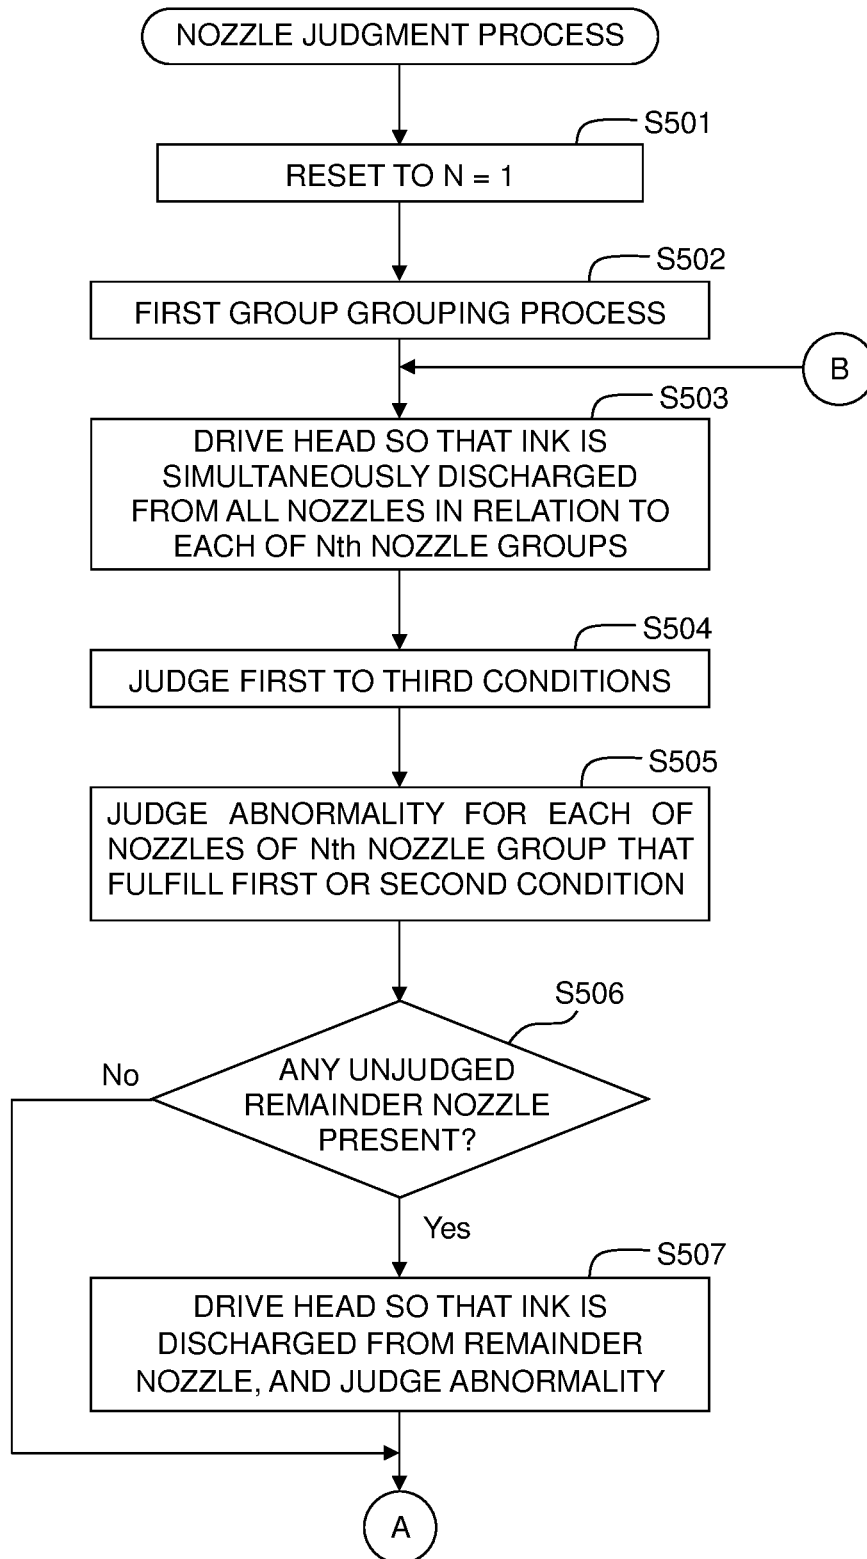 NOZZLE JUDGMENT PROCESS
S501
RESET TO N = 1
S502
FIRST GROUP GROUPING PROCESS
B
S503
DRIVE HEAD SO THAT INK IS
SIMULTANEOUSLY DISCHARGED
FROM ALL NOZZLES IN RELATION TO
EACH OF Nth NOZZLE GROUPS
S504
JUDGE FIRST TO THIRD CONDITIONS
S505
JUDGE ABNORMALITY FOR EACH OF
NOZZLES OF Nth NOZZLE GROUP THAT
FULFILL FIRST OR SECOND CONDITION
S506
No
ANY UNJUDGED
REMAINDER NOZZLE
PRESENT?
Yes
S507
DRIVE HEAD SO THAT INK IS
DISCHARGED FROM REMAINDER
NOZZLE, AND JUDGE ABNORMALITY
A